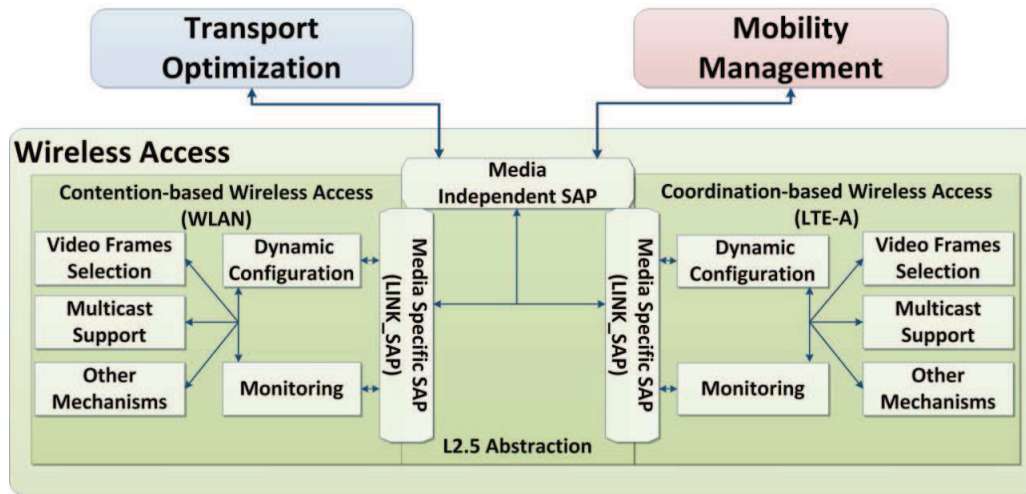 Transport
Optimization
Mobility
Management
Wireless Access
Media
Independent SAP
Contention-based Wireless Access
(WLAN)
Video Frames
Selection
Multicast
Support
Other
Mechanisms
Dynamic
Configuration
Monitoring
Media Specific SAP
(LINK_SAP)
L2.5 Abstraction
Media Specific SAP
(LINK_SAP)
Coordination-based Wireless Access
(LTE-A)
Dynamic
Configuration
Monitoring
Video Frames
Selection
Multicast
Support
Other
Mechanisms